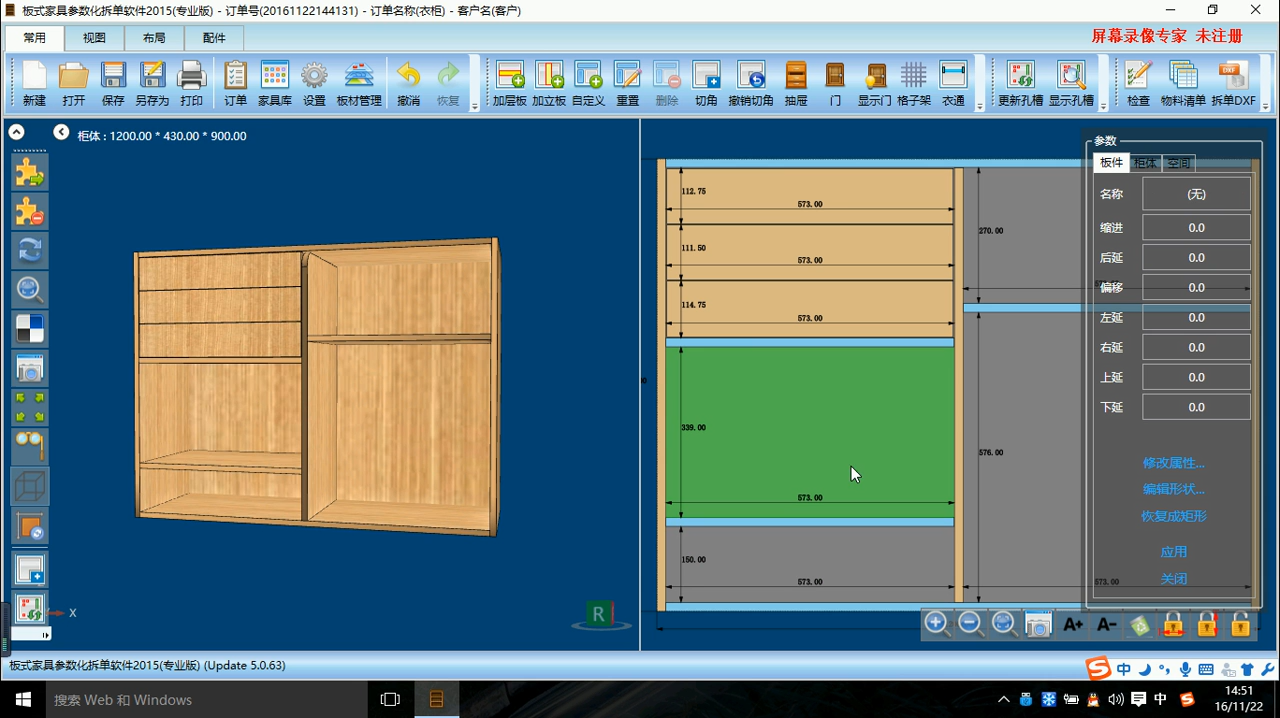 板式家具参数化拆单软件2015(专业版) - 订单号(20161122144131) - 订单名称(衣柜) - 客户名(客户)
常用 视图 布局 配件
屏幕录像专家 未注册
新建 打开 保存 另存为 打印 订单 家具库 设置 板材管理 撤消 恢复 加层板 加立板 自定义 重置 删除 切角 撤销切角 抽屉 门 显示门 格子架 衣通 更新孔槽 显示孔槽 检查 物料清单 拆单DXF
柜体 : 1200.00 * 430.00 * 900.00
参数
板件 柜体 空间
名称 (无)
缩进 0.0
后延 0.0
偏移 0.0
左延 0.0
右延 0.0
上延 0.0
下延 0.0
修改属性...
编辑形状...
恢复成矩形
应用
关闭
112.75
573.00
111.50
573.00
114.75
573.00
339.00
573.00
150.00
573.00
270.00
576.00
573.00
X
R
A+ A-
板式家具参数化拆单软件2015(专业版) (Update 5.0.63)
S 中
搜索 Web 和 Windows
中 S
14:51
16/11/22